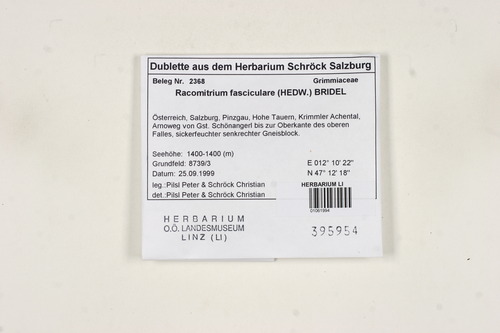 Dublette aus dem Herbarium Schröck Salzburg
Beleg Nr. 2368 Grimmiaceae
Racomitrium fasciculare (HEDW.) BRIDEL
Österreich, Salzburg, Pinzgau, Hohe Tauern, Krimmler Achental,
Arnoweg von Gst. Schönangerl bis zur Oberkante des oberen
Falles, sickerfeuchter senkrechter Gneisblock.
Seehöhe: 1400-1400 (m) E 012° 10' 22"
Grundfeld: 8739/3 N 47° 12' 18"
Datum: 25.09.1999
leg.:Pilsl Peter & Schröck Christian HERBARIUM LI
det.:Pilsl Peter & Schröck Christian
01061994
HERBARIUM
O.Ö. LANDESMUSEUM
LINZ (LI)
395954